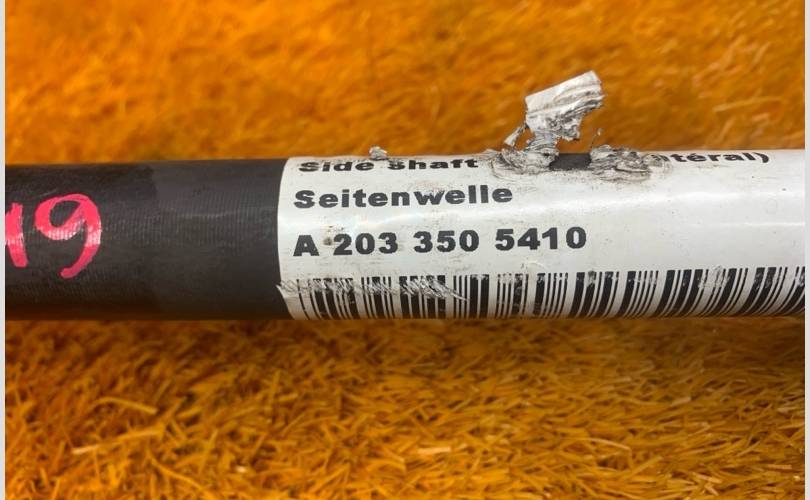 Side shaft
Seitenwelle
A 203 350 5410
19